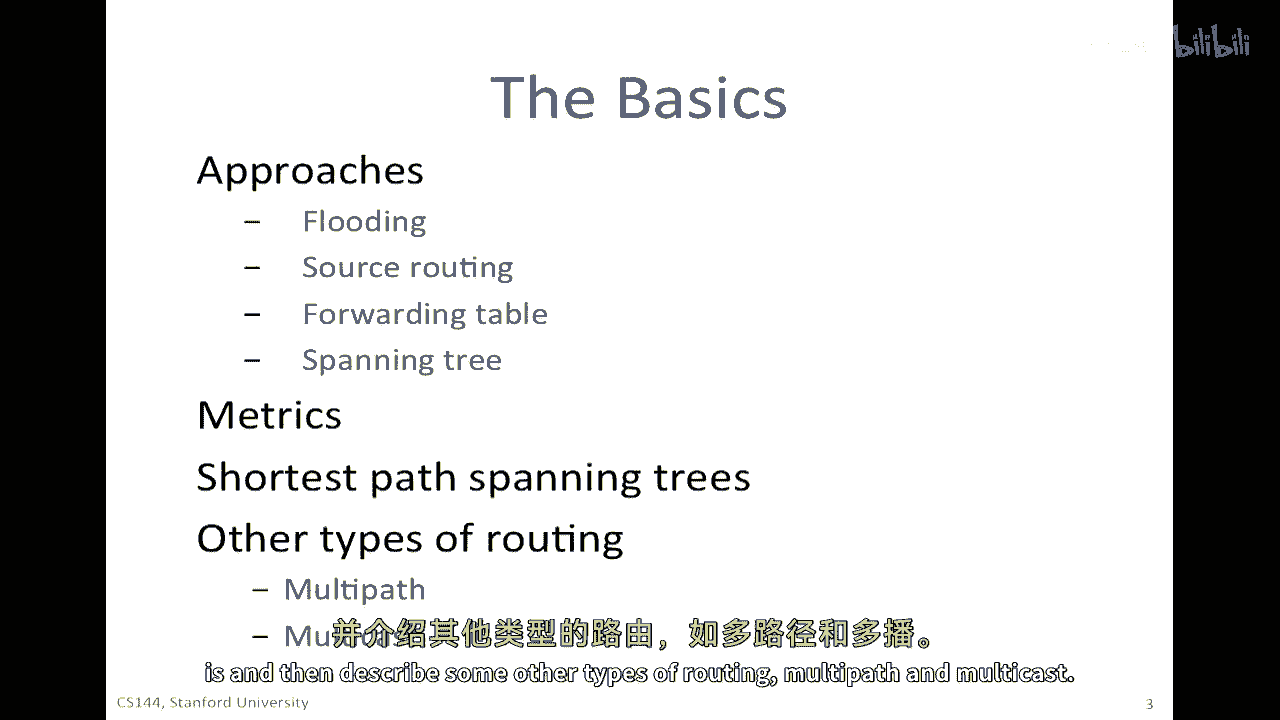 bilibili
The Basics
Approaches
– Flooding
– Source routing
– Forwarding table
– Spanning tree
Metrics
Shortest path spanning trees
Other types of routing
– Multipath
–
并介绍其他类型的路由，如多路径和多播。
is and then describe some other types of routing, multipath and multicast.
CS144, Stanford University
3